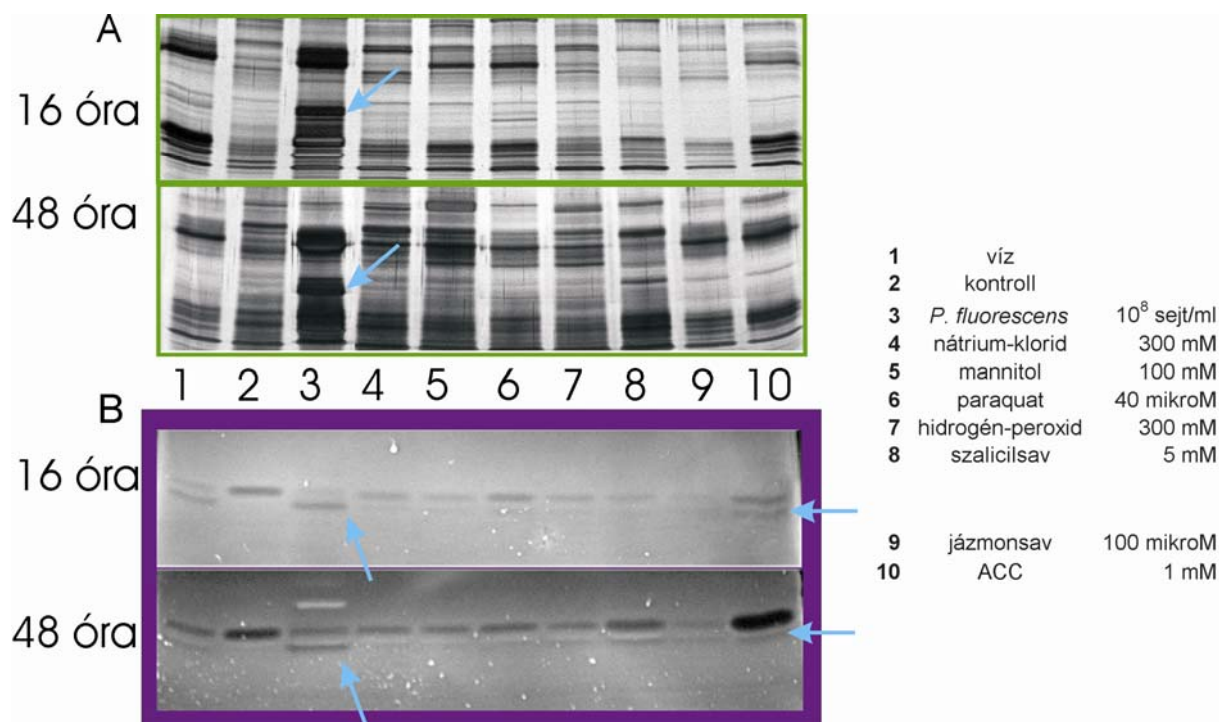 A
16 óra
48 óra
1 2 3 4 5 6 7 8 9 10
B
16 óra
48 óra
1 víz
2 kontroll
3 P. fluorescens 10⁸ sejt/ml
4 nátrium-klorid 300 mM
5 mannitol 100 mM
6 paraquat 40 mikroM
7 hidrogén-peroxid 300 mM
8 szalicilsav 5 mM
9 jázmonsav 100 mikroM
10 ACC 1 mM